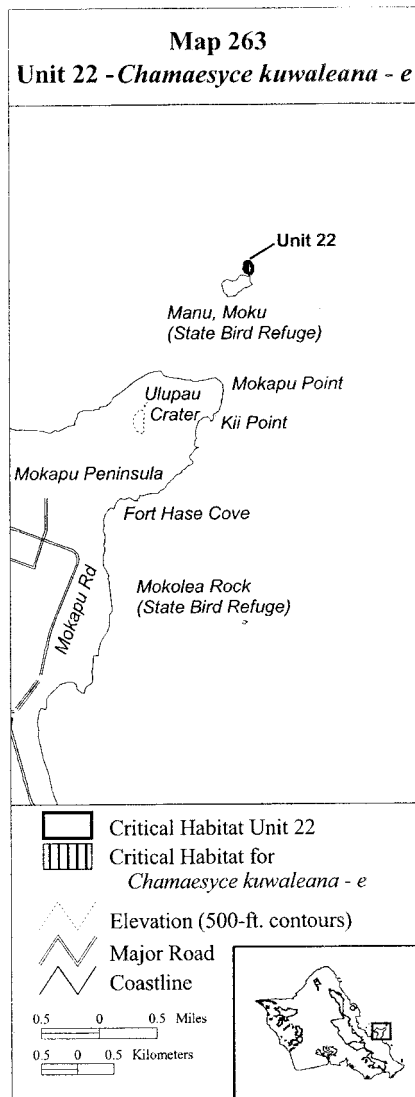 Map 263
Unit 22 - Chamaesyce kuwaleana - e
Unit 22
Manu, Moku
(State Bird Refuge)
Ulupau
Crater
Mokapu Point
Kii Point
Mokapu Peninsula
Fort Hase Cove
Mokapu Rd
Mokolea Rock
(State Bird Refuge)
Critical Habitat Unit 22
Critical Habitat for
Chamaesyce kuwaleana - e
Elevation (500-ft. contours)
Major Road
Coastline
0.5 0 0.5 Miles
0.5 0 0.5 Kilometers